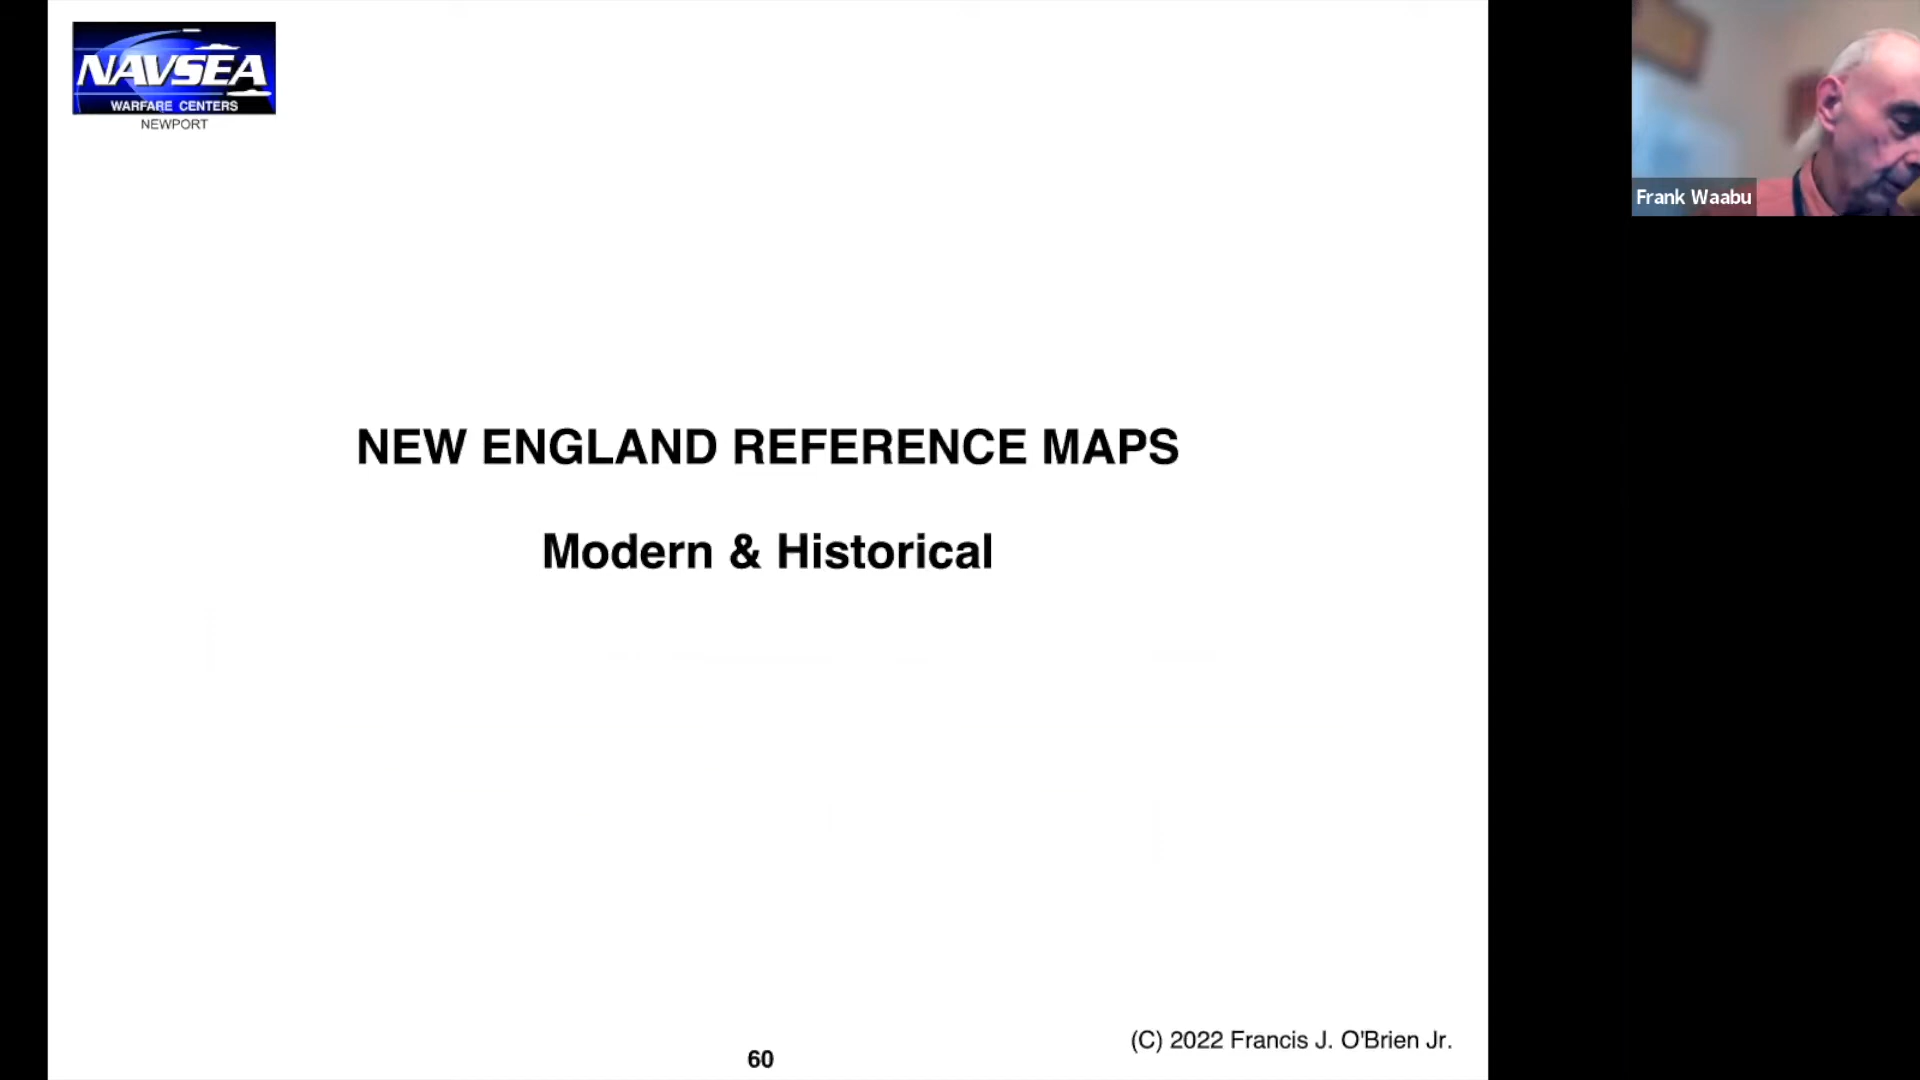 NAVSEA
WARFARE CENTERS
NEWPORT
Frank Waabu
NEW ENGLAND REFERENCE MAPS
Modern & Historical
(C) 2022 Francis J. O'Brien Jr.
60